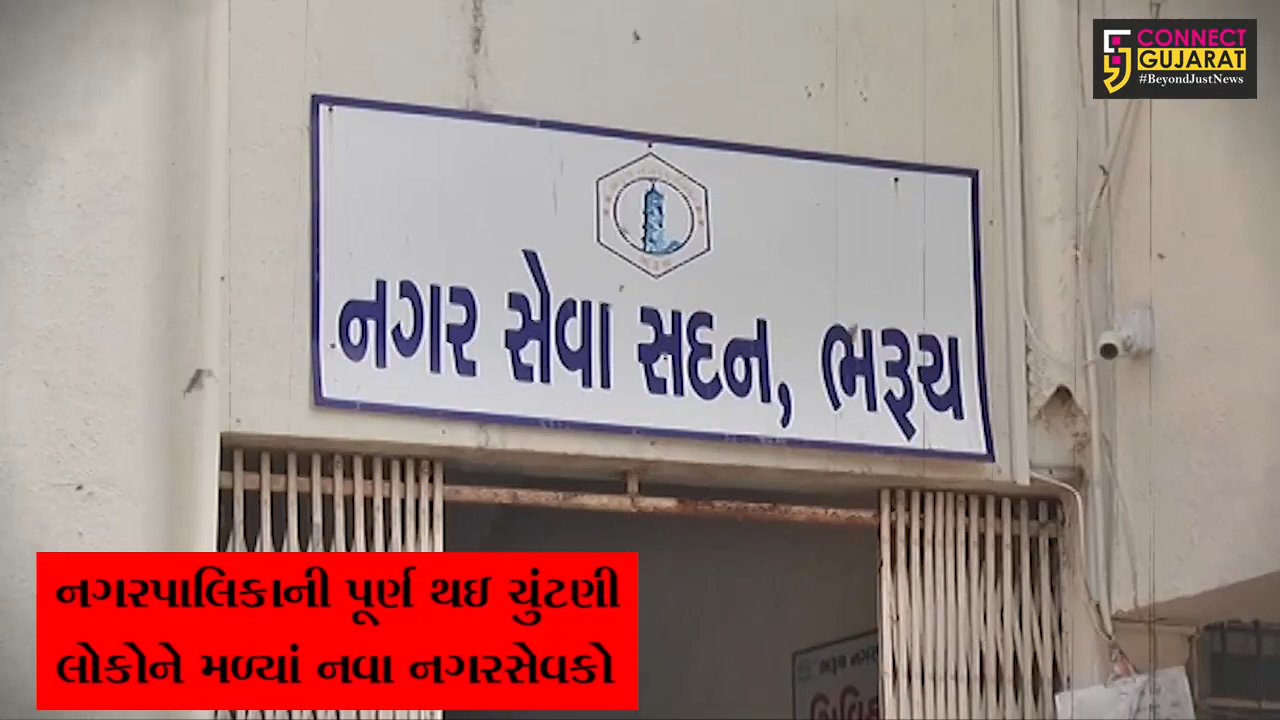 CONNECT
GUJARAT
#BeyondJustNews
નગર સેવા સદન, ભરૂચ
નગરપાલિકાની પૂર્ણ થઇ ચુંટણી
લોકોને મળ્યાં નવા નગરસેવકો